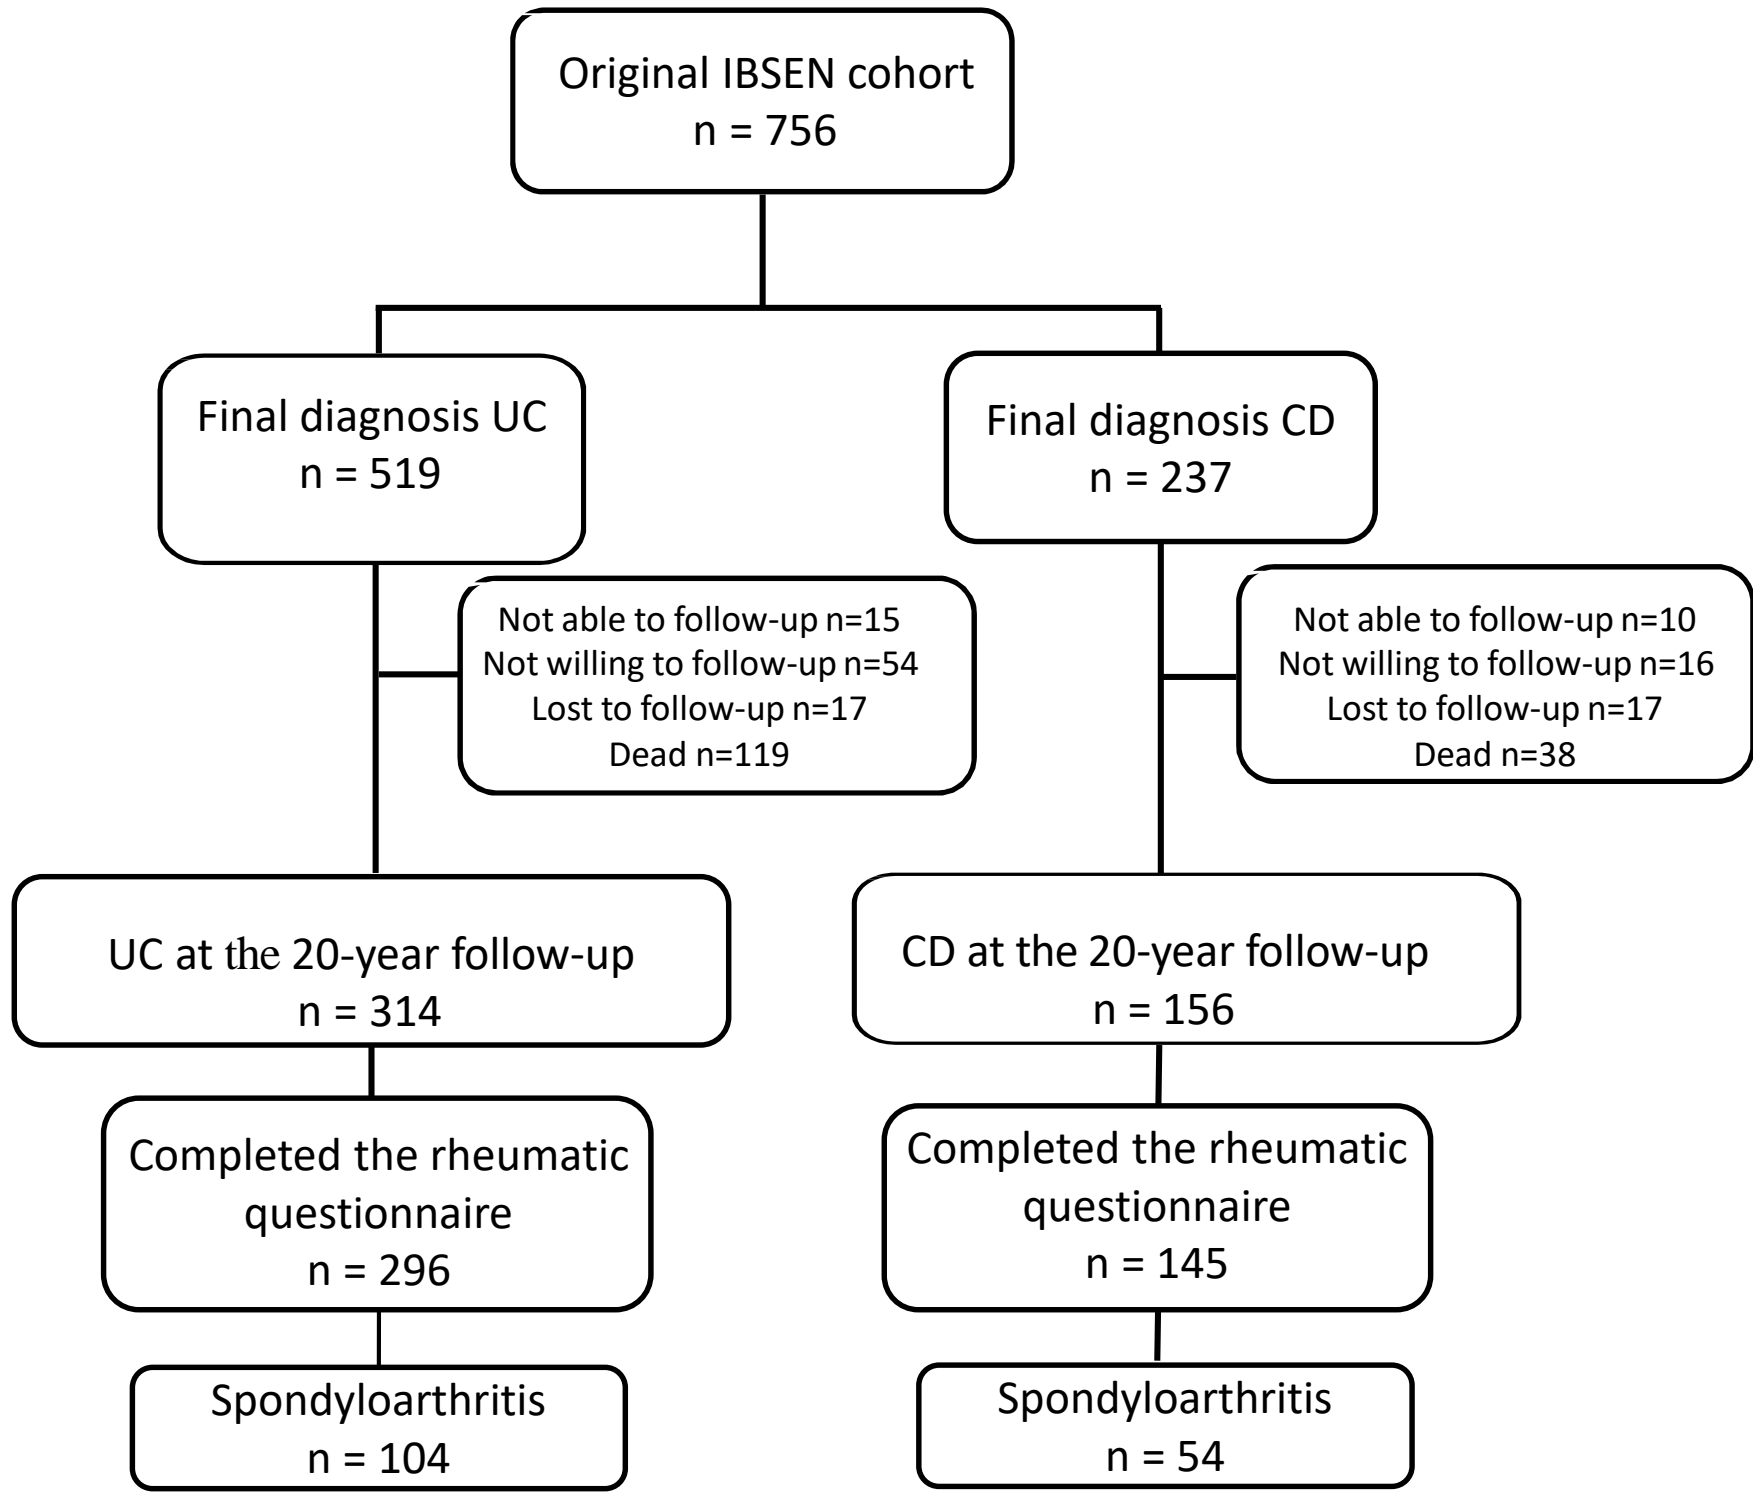 Original IBSEN cohort
n = 756
Final diagnosis UC
n = 519
Final diagnosis CD
n = 237
Not able to follow-up n=15
Not willing to follow-up n=54
Lost to follow-up n=17
Dead n=119
Not able to follow-up n=10
Not willing to follow-up n=16
Lost to follow-up n=17
Dead n=38
UC at the 20-year follow-up
n = 314
CD at the 20-year follow-up
n = 156
Completed the rheumatic
questionnaire
n = 296
Completed the rheumatic
questionnaire
n = 145
Spondyloarthritis
n = 104
Spondyloarthritis
n = 54